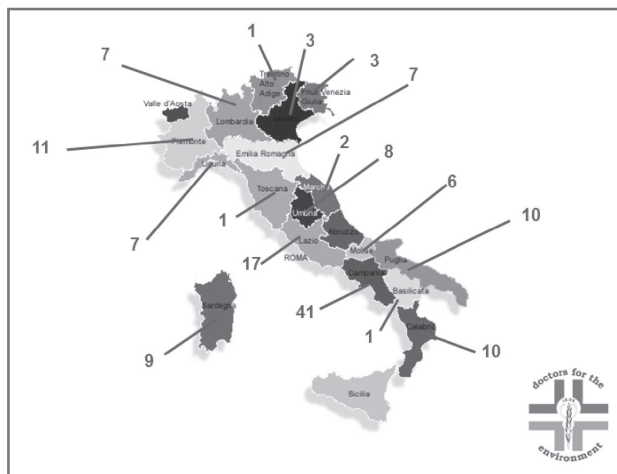 1
3
7
3
7
Trentino
Alto
Adige
Friuli Venezia
Giulia
Valle d'Aosta
Lombardia
11
Piemonte
Emilia Romagna
2
8
Liguria
6
Toscana
Marche
1
Umbria
10
7
17
Lazio
Abruzzo
ROMA
Molise
Puglia
Campania
41
Basilicata
1
Sardegna
Calabria
9
10
Sicilia
doctors for the
environment